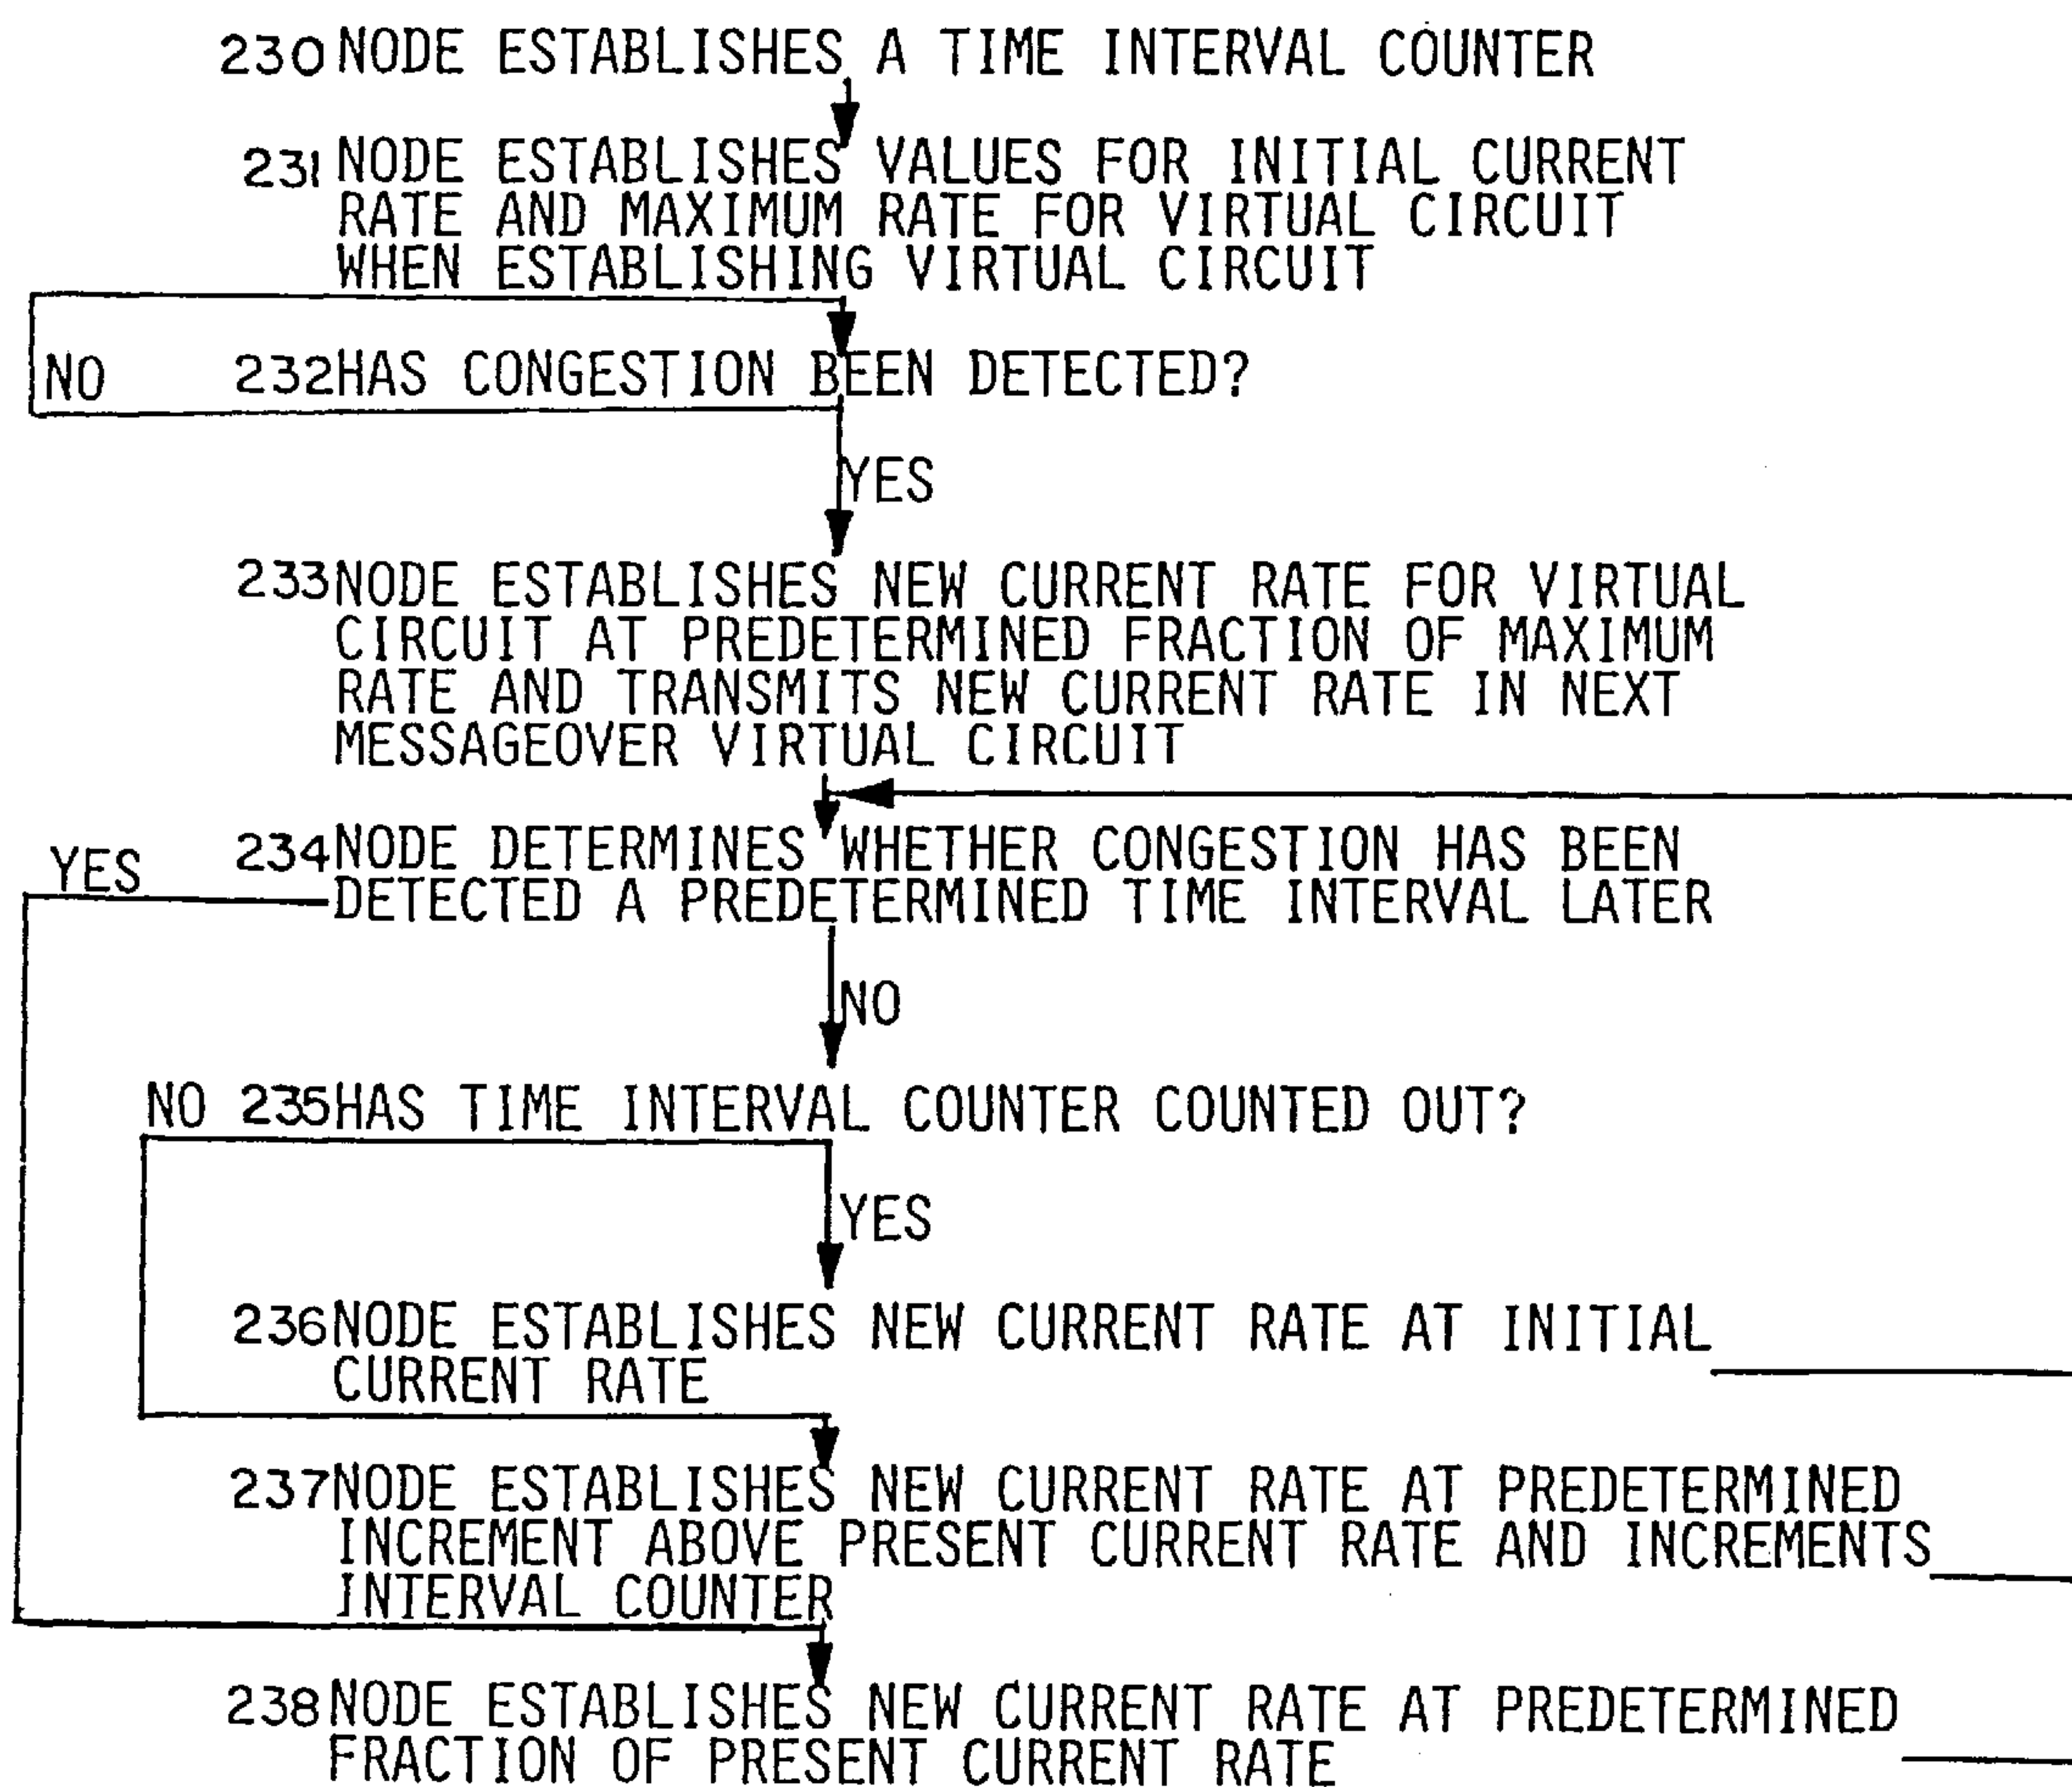 230 NODE ESTABLISHES A TIME INTERVAL COUNTER
231 NODE ESTABLISHES VALUES FOR INITIAL CURRENT
RATE AND MAXIMUM RATE FOR VIRTUAL CIRCUIT
WHEN ESTABLISHING VIRTUAL CIRCUIT
NO 232 HAS CONGESTION BEEN DETECTED?
YES
233 NODE ESTABLISHES NEW CURRENT RATE FOR VIRTUAL
CIRCUIT AT PREDETERMINED FRACTION OF MAXIMUM
RATE AND TRANSMITS NEW CURRENT RATE IN NEXT
MESSAGEOVER VIRTUAL CIRCUIT
YES 234 NODE DETERMINES WHETHER CONGESTION HAS BEEN
DETECTED A PREDETERMINED TIME INTERVAL LATER
NO
NO 235 HAS TIME INTERVAL COUNTER COUNTED OUT?
YES
236 NODE ESTABLISHES NEW CURRENT RATE AT INITIAL
CURRENT RATE
237 NODE ESTABLISHES NEW CURRENT RATE AT PREDETERMINED
INCREMENT ABOVE PRESENT CURRENT RATE AND INCREMENTS
INTERVAL COUNTER
238 NODE ESTABLISHES NEW CURRENT RATE AT PREDETERMINED
FRACTION OF PRESENT CURRENT RATE